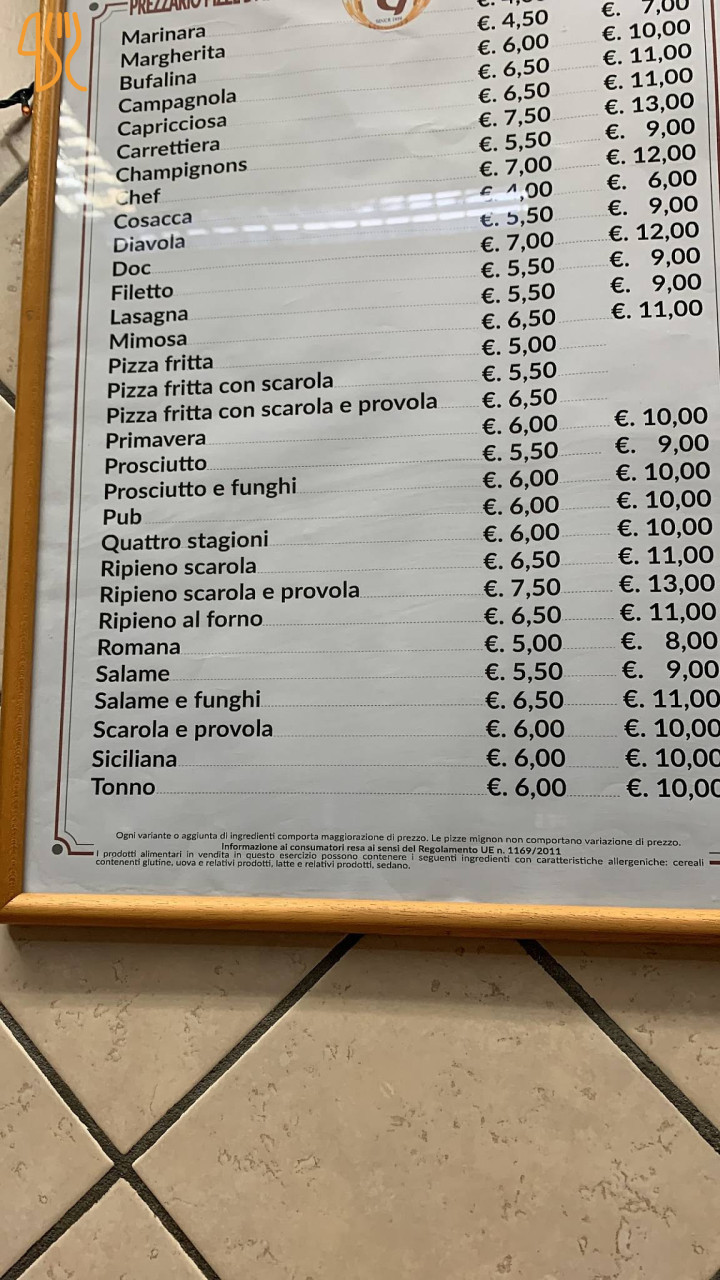 Marinara
Margherita €. 4,50 €. 7,00
Bufalina €. 6,00 €. 10,00
Campagnola €. 6,50 €. 11,00
Capricciosa €. 6,50 €. 11,00
Carrettiera €. 7,50 €. 13,00
Champignons €. 5,50 €. 9,00
Chef €. 7,00 €. 12,00
Cosacca €. 4,00 €. 6,00
Diavola €. 5,50 €. 9,00
Doc €. 7,00 €. 12,00
Filetto €. 5,50 €. 9,00
Lasagna €. 5,50 €. 9,00
Mimosa €. 6,50 €. 11,00
Pizza fritta €. 5,00
Pizza fritta con scarola €. 5,50
Pizza fritta con scarola e provola €. 6,50
Primavera €. 6,00 €. 10,00
Prosciutto €. 5,50 €. 9,00
Prosciutto e funghi €. 6,00 €. 10,00
Pub €. 6,00 €. 10,00
Quattro stagioni €. 6,00 €. 10,00
Ripieno scarola €. 6,50 €. 11,00
Ripieno scarola e provola €. 7,50 €. 13,00
Ripieno al forno €. 6,50 €. 11,00
Romana €. 5,00 €. 8,00
Salame €. 5,50 €. 9,00
Salame e funghi €. 6,50 €. 11,00
Scarola e provola €. 6,00 €. 10,00
Siciliana €. 6,00 €. 10,00
Tonno €. 6,00 €. 10,00
Ogni variante o aggiunta di ingredienti comporta maggiorazione di prezzo. Le pizze mignon non comportano variazione di prezzo.
Informazione ai consumatori resa ai sensi del Regolamento UE n. 1169/2011
I prodotti alimentari in vendita in questo esercizio possono contenere i seguenti ingredienti con caratteristiche allergeniche: cereali
contenenti glutine, uova e relativi prodotti, latte e relativi prodotti, sedano.